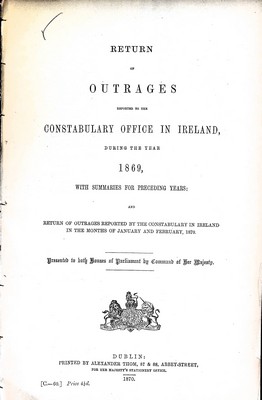 RETURN
OF
OUTRAGES
REPORTED TO THE
CONSTABULARY OFFICE IN IRELAND,
DURING THE YEAR
1869,
WITH SUMMARIES FOR PRECEDING YEARS;
AND
RETURN OF OUTRAGES REPORTED BY THE CONSTABULARY IN IRELAND
IN THE MONTHS OF JANUARY AND FEBRUARY, 1870.
Presented to both Houses of Parliament by Command of Her Majesty.
DUBLIN:
PRINTED BY ALEXANDER THOM, 87 & 88, ABBEY-STREET,
FOR HER MAJESTY'S STATIONERY OFFICE.
1870.
[C.—60.] Price 4½d.